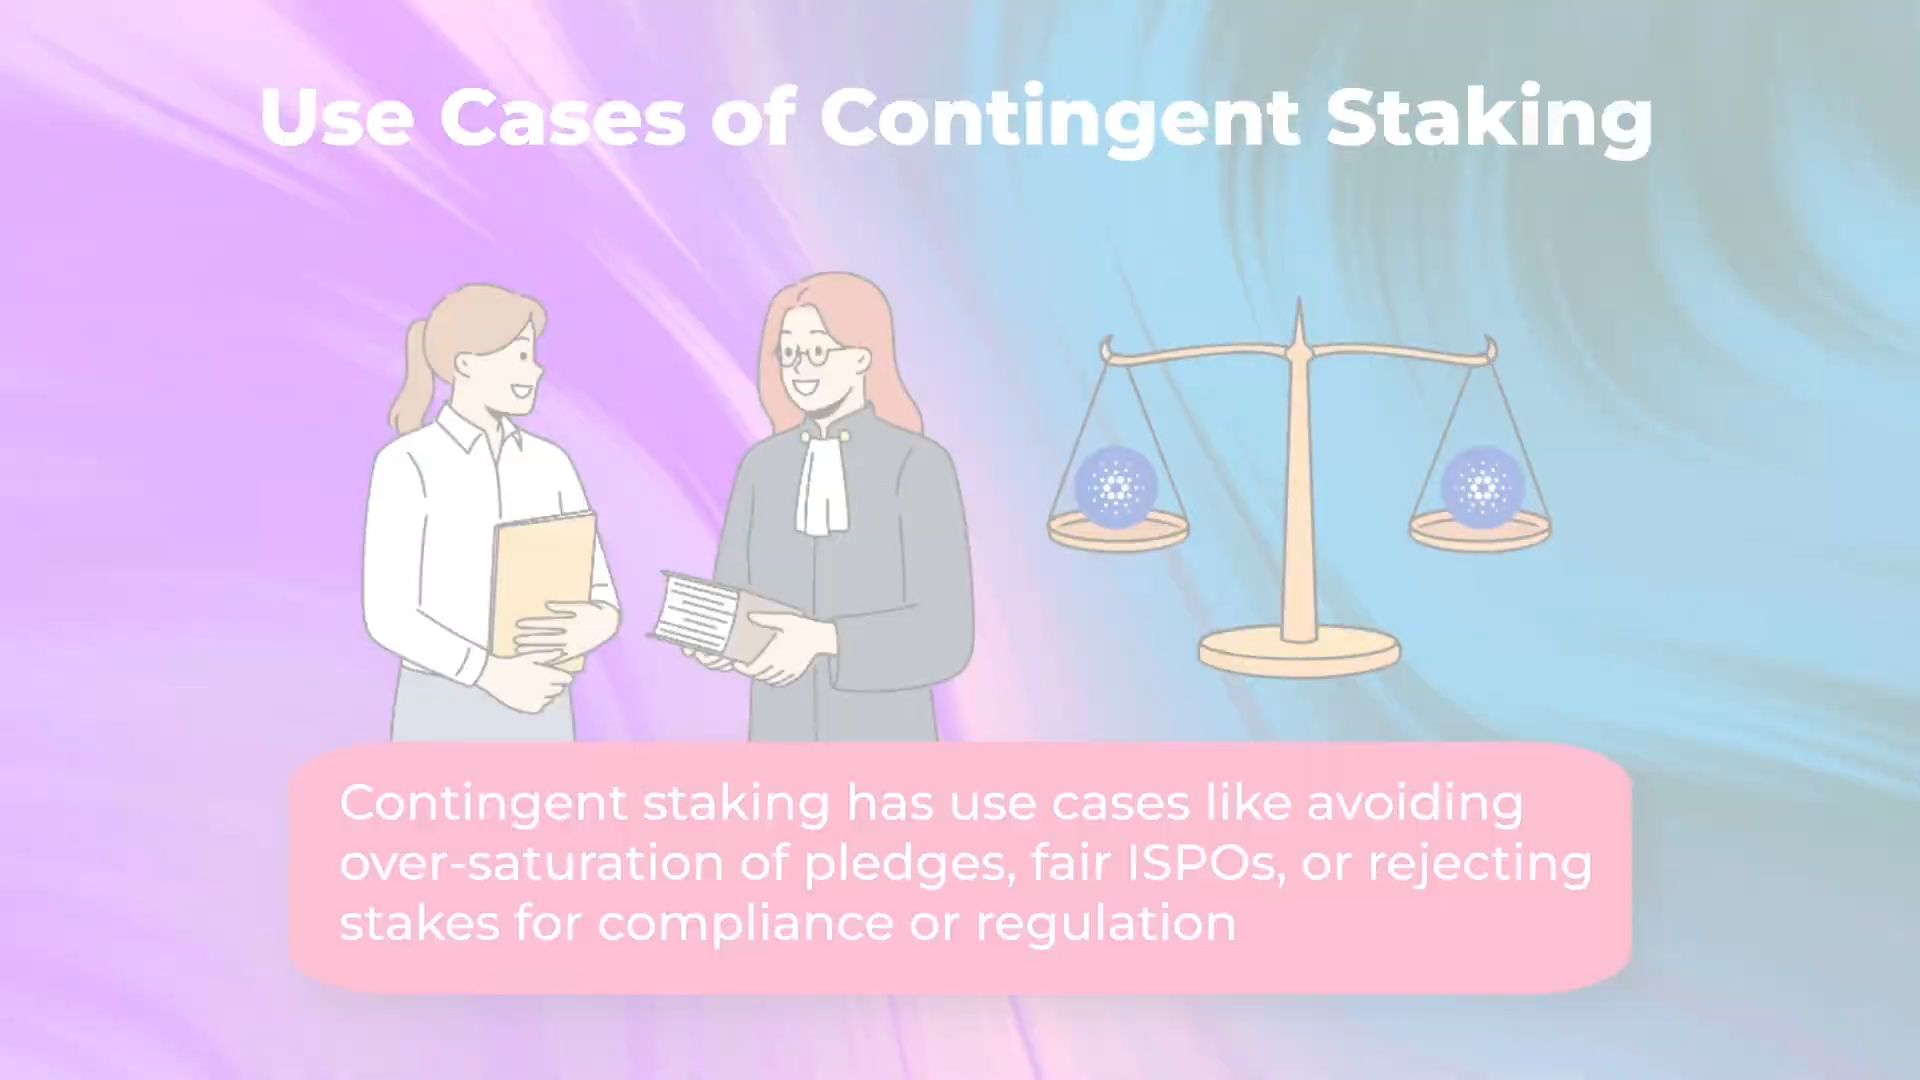 Use Cases of Contingent Staking
Contingent staking has use cases like avoiding
over-saturation of pledges, fair ISPOs, or rejecting
stakes for compliance or regulation